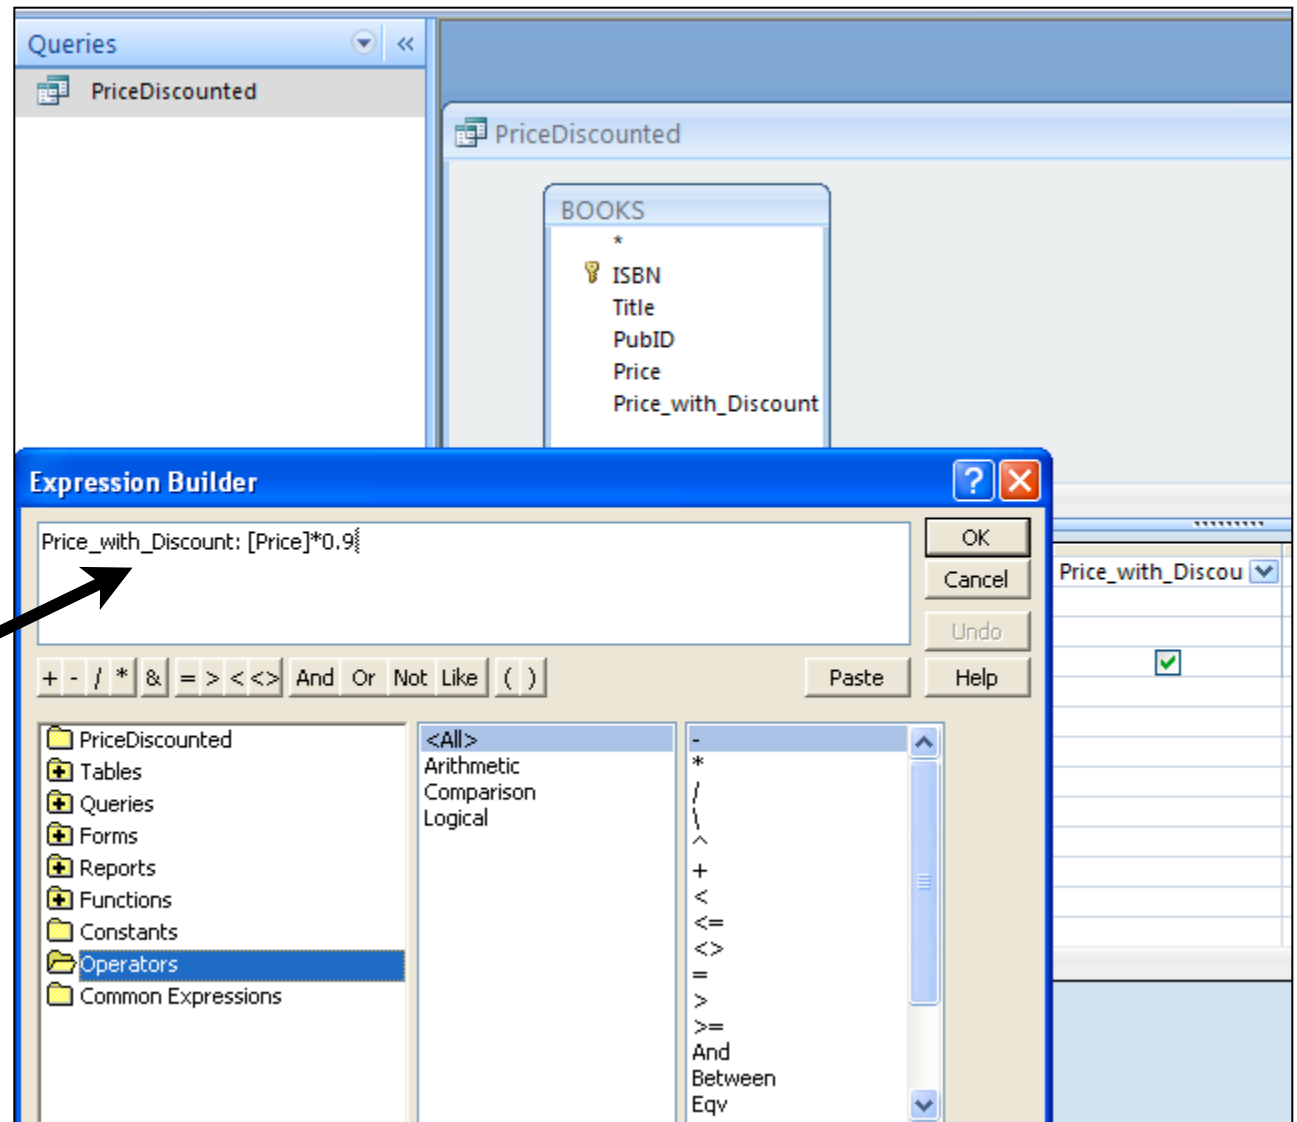 Queries
«
PriceDiscounted
PriceDiscounted
BOOKS
*
ISBN
Title
PubID
Price
Price_with_Discount
Expression Builder
?
Price_with_Discount: [Price]*0.9
OK
Cancel
Undo
Help
Price_with_Discou
+ - / * & = > < <> And Or Not Like ( )
Paste
PriceDiscounted
Tables
Queries
Forms
Reports
Functions
Constants
Operators
Common Expressions
<All>
Arithmetic
Comparison
Logical
-
*
/
\
^
+
<
<=
<>
=
>
>=
And
Between
Eqv